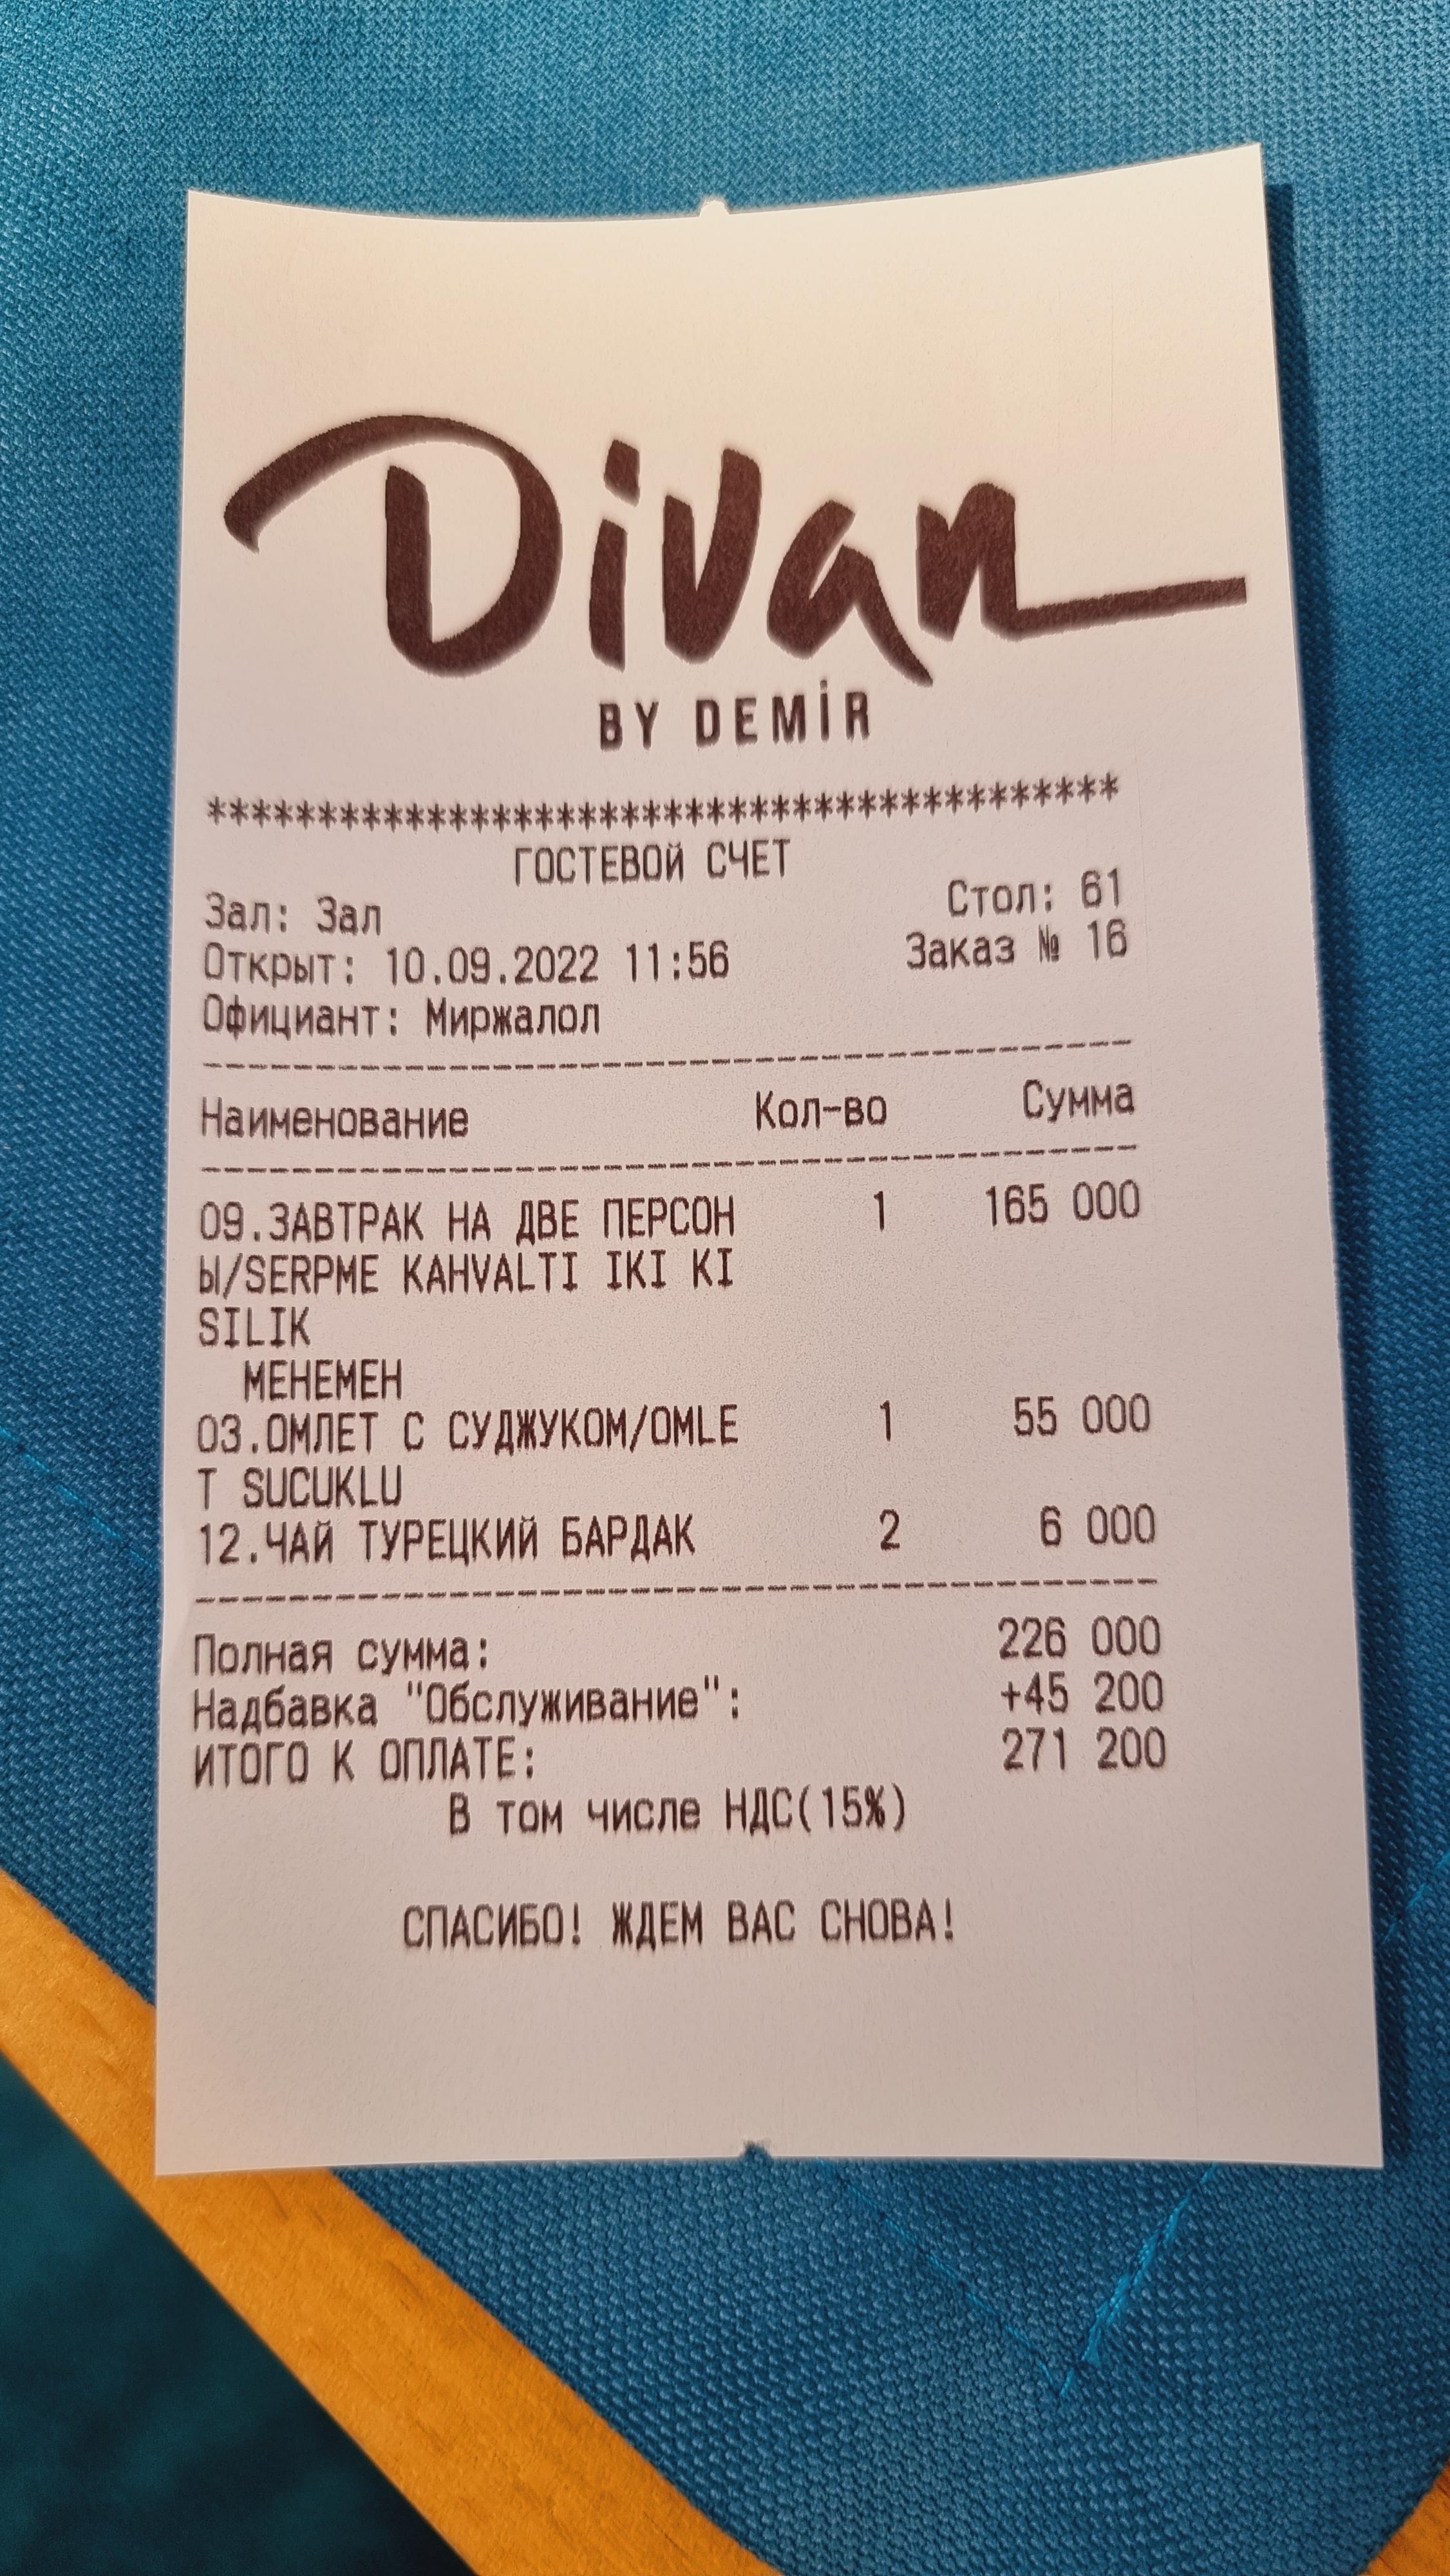 Divan
BY DEMİR
******************************************
ГОСТЕВОЙ СЧЕТ
Зал: Зал Стол: 61
Открыт: 10.09.2022 11:56 Заказ № 16
Официант: Миржалол
Наименование Кол-во Сумма
09.ЗАВТРАК НА ДВЕ ПЕРСОН 1 165 000
Ы/SERPME KAHVALTI IKI KI
SILIK
МЕНЕМЕН
03.ОМЛЕТ С СУДЖУКОМ/OMLE 1 55 000
T SUCUKLU
12.ЧАЙ ТУРЕЦКИЙ БАРДАК 2 6 000
Полная сумма: 226 000
Надбавка "Обслуживание": +45 200
ИТОГО К ОПЛАТЕ: 271 200
В том числе НДС(15%)
СПАСИБО! ЖДЕМ ВАС СНОВА!